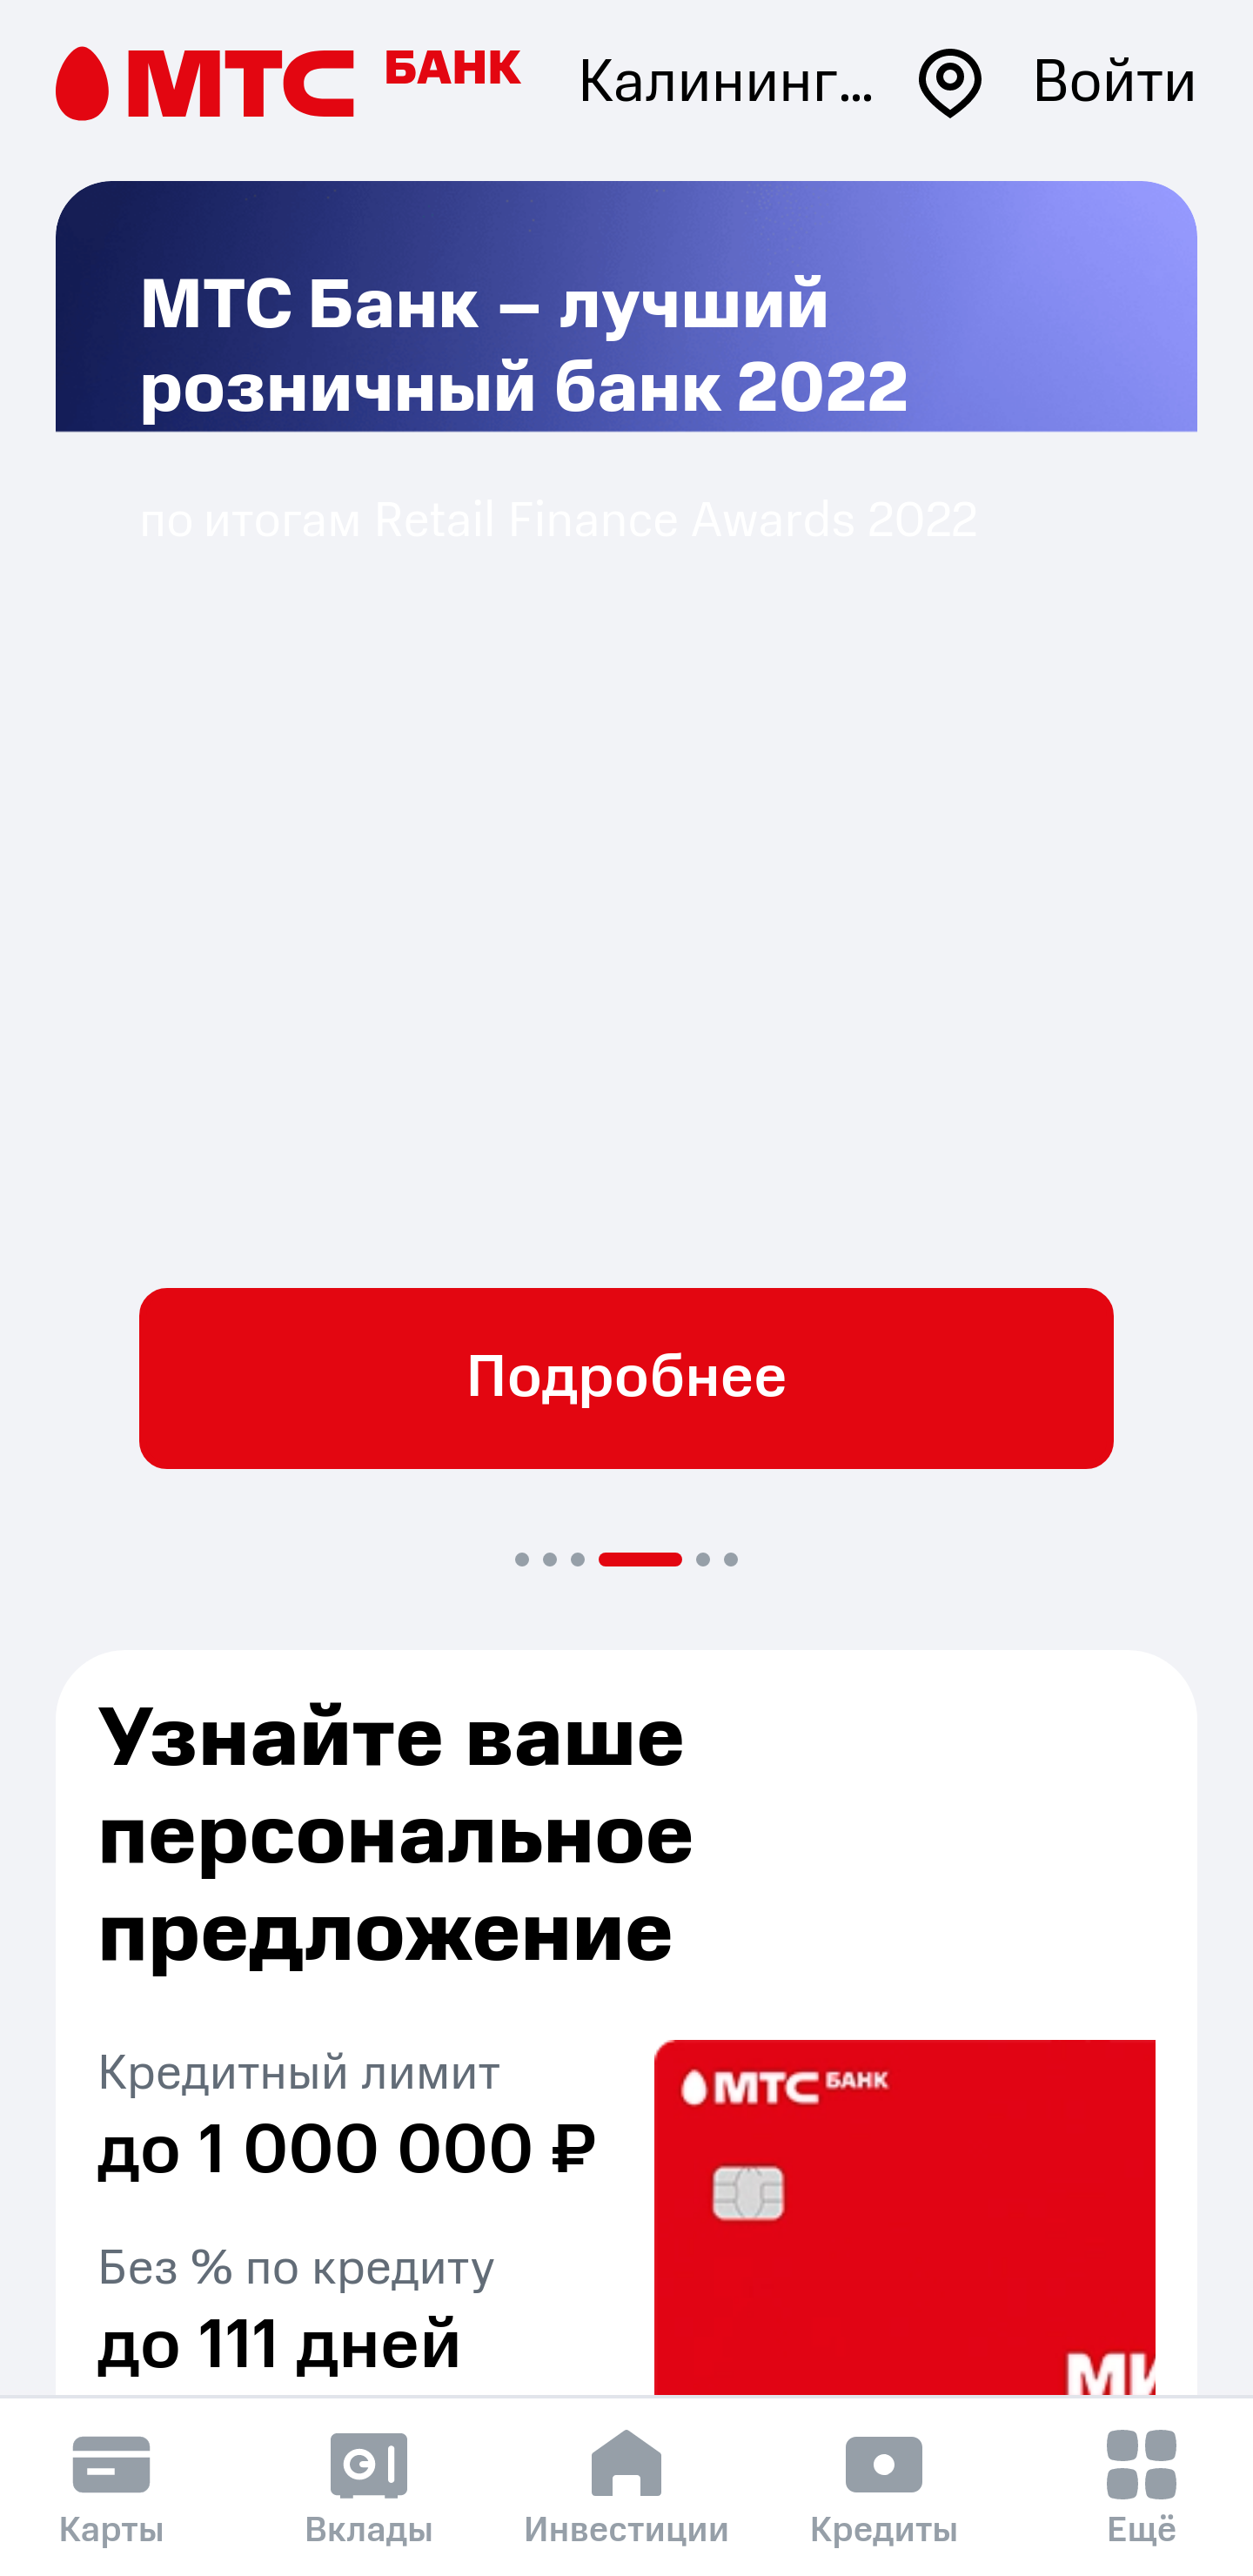 МТС БАНК
Калининг...
Войти
МТС Банк – лучший
розничный банк 2022
по итогам Retail Finance Awards 2022
Подробнее
Узнайте ваше
персональное
предложение
Кредитный лимит
до 1 000 000 ₽
Без % по кредиту
до 111 дней
МТС БАНК
Карты
Вклады
Инвестиции
Кредиты
Ещё